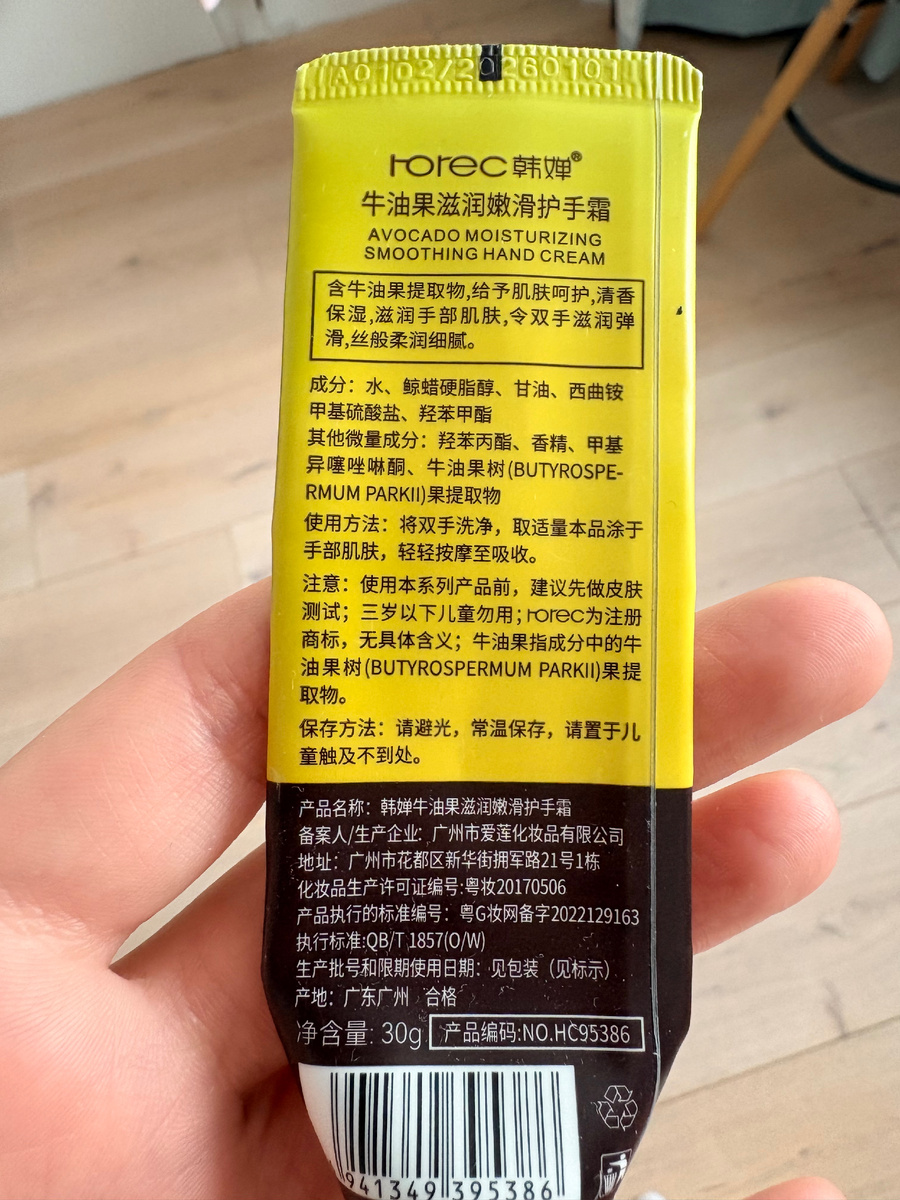 A0102/20260101
rorec 韩婵®
牛油果滋润嫩滑护手霜
AVOCADO MOISTURIZING
SMOOTHING HAND CREAM
含牛油果提取物,给予肌肤呵护,清香
保湿,滋润手部肌肤,令双手滋润弹
滑,丝般柔润细腻。
成分：水、鲸蜡硬脂醇、甘油、西曲铵
甲基硫酸盐、羟苯甲酯
其他微量成分：羟苯丙酯、香精、甲基
异噻唑啉酮、牛油果树(BUTYROSPE-
RMUM PARKII)果提取物
使用方法：将双手洗净，取适量本品涂于
手部肌肤，轻轻按摩至吸收。
注意：使用本系列产品前，建议先做皮肤
测试；三岁以下儿童勿用；rorec为注册
商标，无具体含义；牛油果指成分中的牛
油果树(BUTYROSPERMUM PARKII)果提
取物。
保存方法：请避光，常温保存，请置于儿
童触及不到处。
产品名称：韩婵牛油果滋润嫩滑护手霜
备案人/生产企业：广州市爱莲化妆品有限公司
地址：广州市花都区新华街拥军路21号1栋
化妆品生产许可证编号:粤妆20170506
产品执行的标准编号：粤G妆网备字2022129163
执行标准:QB/T 1857(O/W)
生产批号和限期使用日期：见包装（见标示）
产地：广东广州 合格
净含量: 30g 产品编码:NO.HC95386
941349 395386